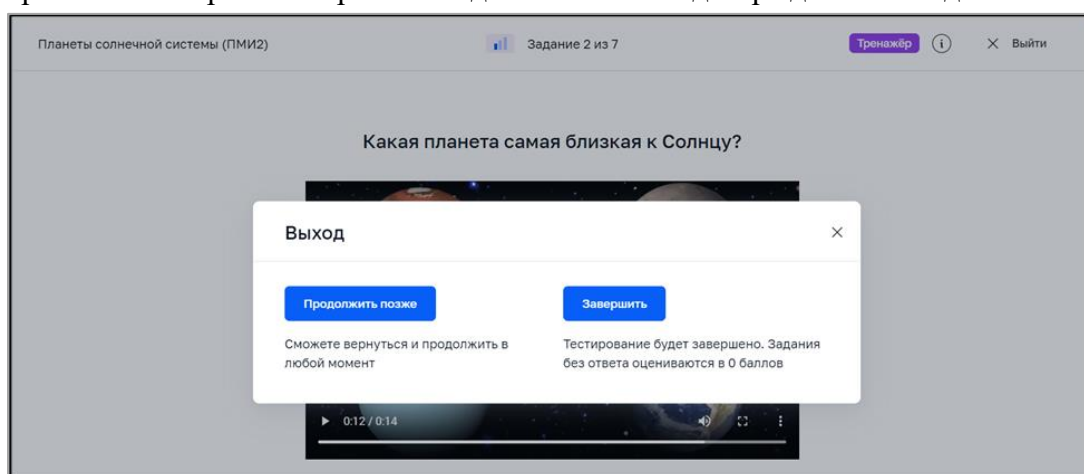 Планеты солнечной системы (ПМИ2)
Задание 2 из 7
Тренажёр
Выйти
Какая планета самая близкая к Солнцу?
Выход
Продолжить позже
Завершить
Сможете вернуться и продолжить в
любой момент
Тестирование будет завершено. Задания
без ответа оцениваются в 0 баллов
0:12 / 0:14